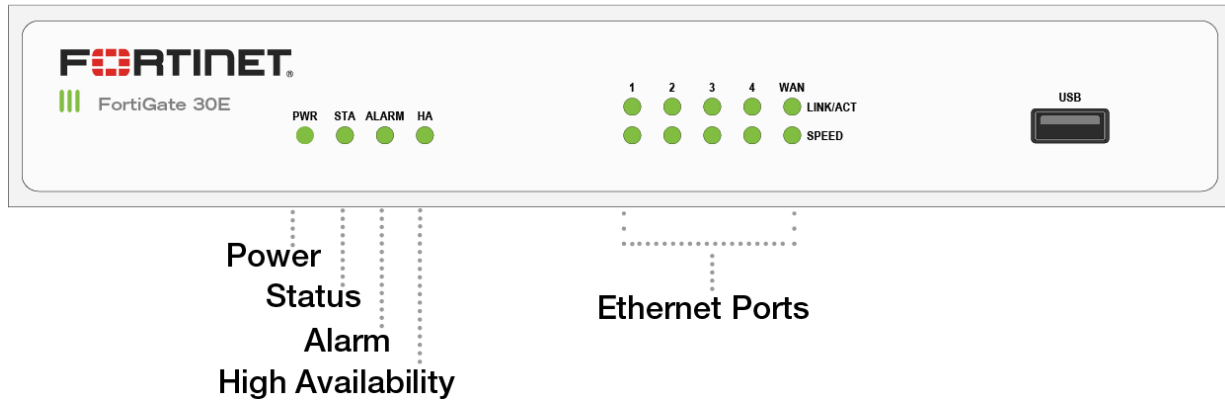 FORTINET®
FortiGate 30E
PWR STA ALARM HA
1 2 3 4 WAN
LINK/ACT
SPEED
USB
Power
Status
Alarm
High Availability
Ethernet Ports